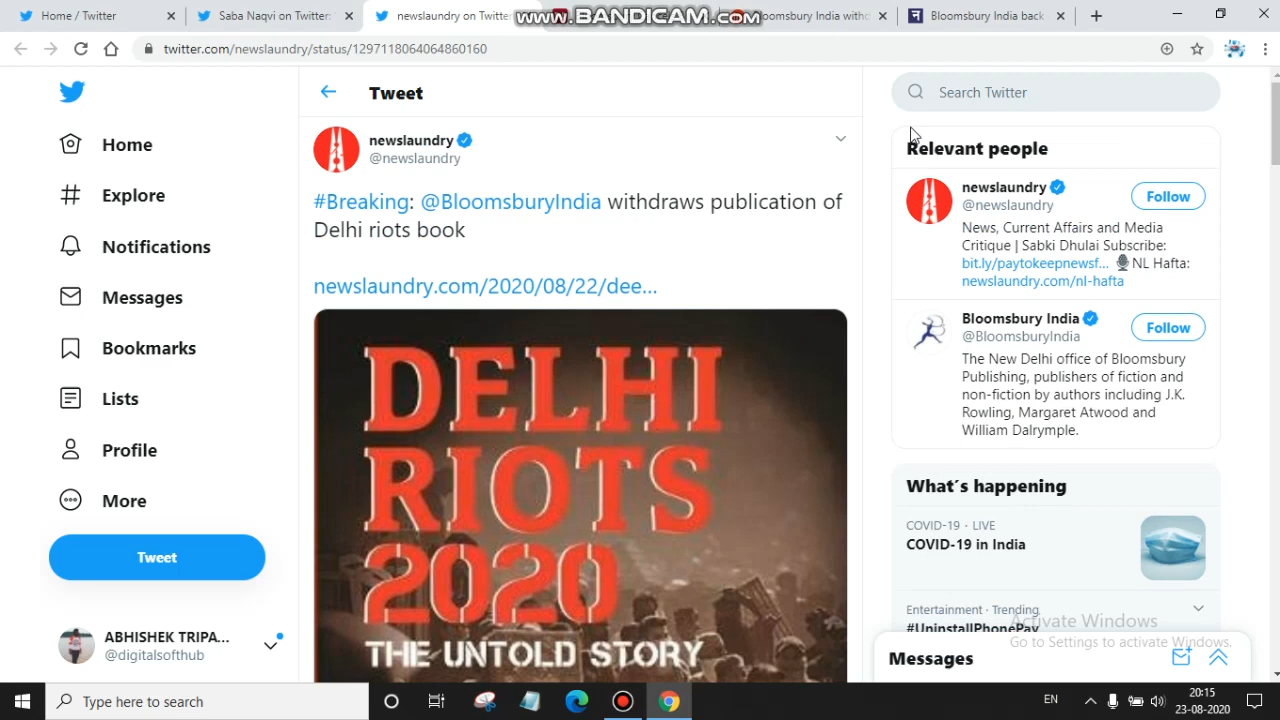 Home / Twitter
Saba Naqvi on Twitter:
newslaundry on Twitter
www.BANDICAM.com
Bloomsbury India with
Bloomsbury India back
twitter.com/newslaundry/status/1297118064064860160
Tweet
Search Twitter
newslaundry
@newslaundry
#Breaking: @BloomsburyIndia withdraws publication of
Delhi riots book
newslaundry.com/2020/08/22/dee...
DELHI
RIOTS
2020
THE UNTOLD STORY
Home
Explore
Notifications
Messages
Bookmarks
Lists
Profile
More
Tweet
ABHISHEK TRIPA...
@digitalsofthub
Relevant people
newslaundry
@newslaundry
Follow
News, Current Affairs and Media
Critique | Sabki Dhulai Subscribe:
bit.ly/paytokeepnewsf... NL Hafta:
newslaundry.com/nl-hafta
Bloomsbury India
@BloomsburyIndia
Follow
The New Delhi office of Bloomsbury
Publishing, publishers of fiction and
non-fiction by authors including J.K.
Rowling, Margaret Atwood and
William Dalrymple.
What's happening
COVID-19 · LIVE
COVID-19 in India
Entertainment · Trending
#UninstallPhonePay
Activate Windows
Go to Settings to activate Windows.
Messages
Type here to search
EN
20:15
23-08-2020